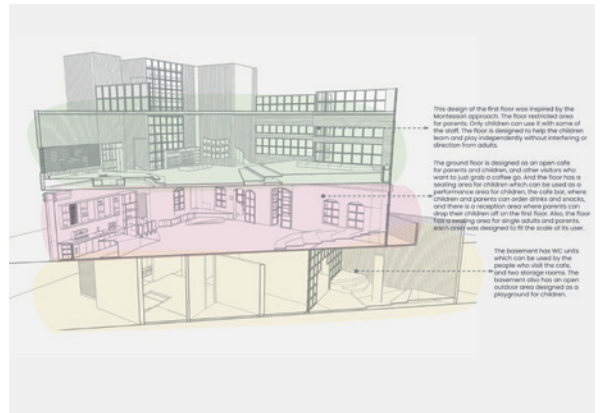 This design of the first floor was inspired by the
Montessori approach. The floor restricted area
for parents. Only children can use it with some of
the staff. The floor is designed to help the children
learn and play independently without interfering or
direction from adults.
The ground floor is designed as an open cafe
for parents and children, and other visitors who
want to just grab a coffee go. And the floor has a
seating area for children which can be used as a
performance area for children, the cafe bar, where
children and parents can order drinks and snacks,
and there is a reception area where parents can
drop their children off on the first floor. Also, the floor
has a seating area for single adults and parents.
each area was designed to fit the scale of its user.
The basement has WC units
which can be used by the
people who visit the cafe,
and two storage rooms. The
basement also has an open
outdoor area designed as a
playground for children.